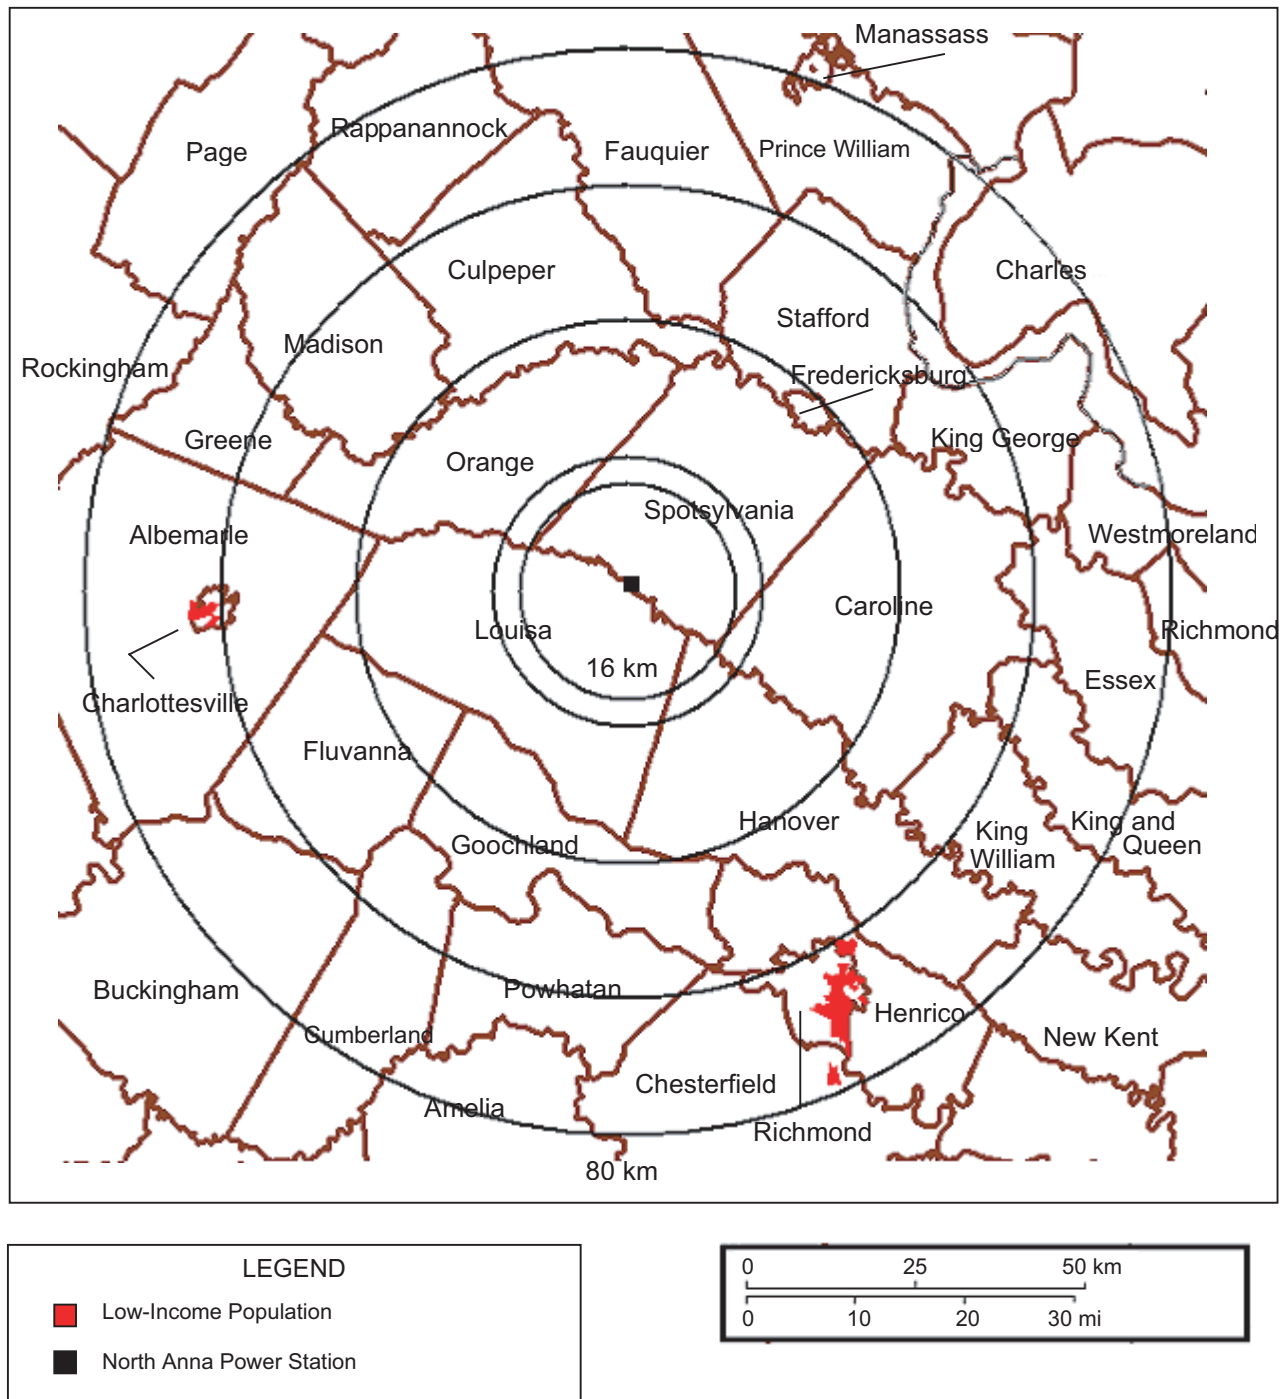 Manassass
Rappanannock
Page
Fauquier
Prince William
Culpeper
Charles
Stafford
Madison
Rockingham
Fredericksburg
Greene
King George
Orange
Spotsylvania
Albemarle
Westmoreland
Caroline
Louisa
Richmond
16 km
Essex
Charlottesville
Fluvanna
Hanover
King and
Queen
King
William
Goochland
Buckingham
Powhatan
Henrico
Cumberland
New Kent
Chesterfield
Amelia
Richmond
80 km
LEGEND
Low-Income Population
North Anna Power Station
0 25 50 km
0 10 20 30 mi